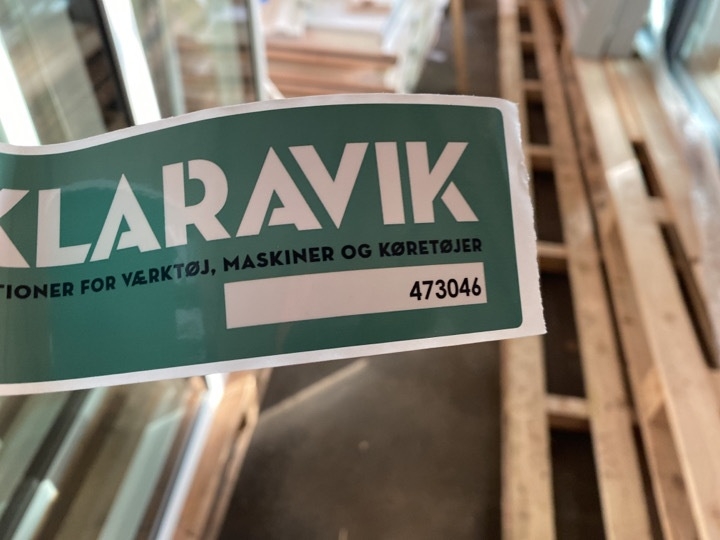 KLARAVIK
TIONER FOR VÆRKTØJ, MASKINER OG KØRETØJER
473046